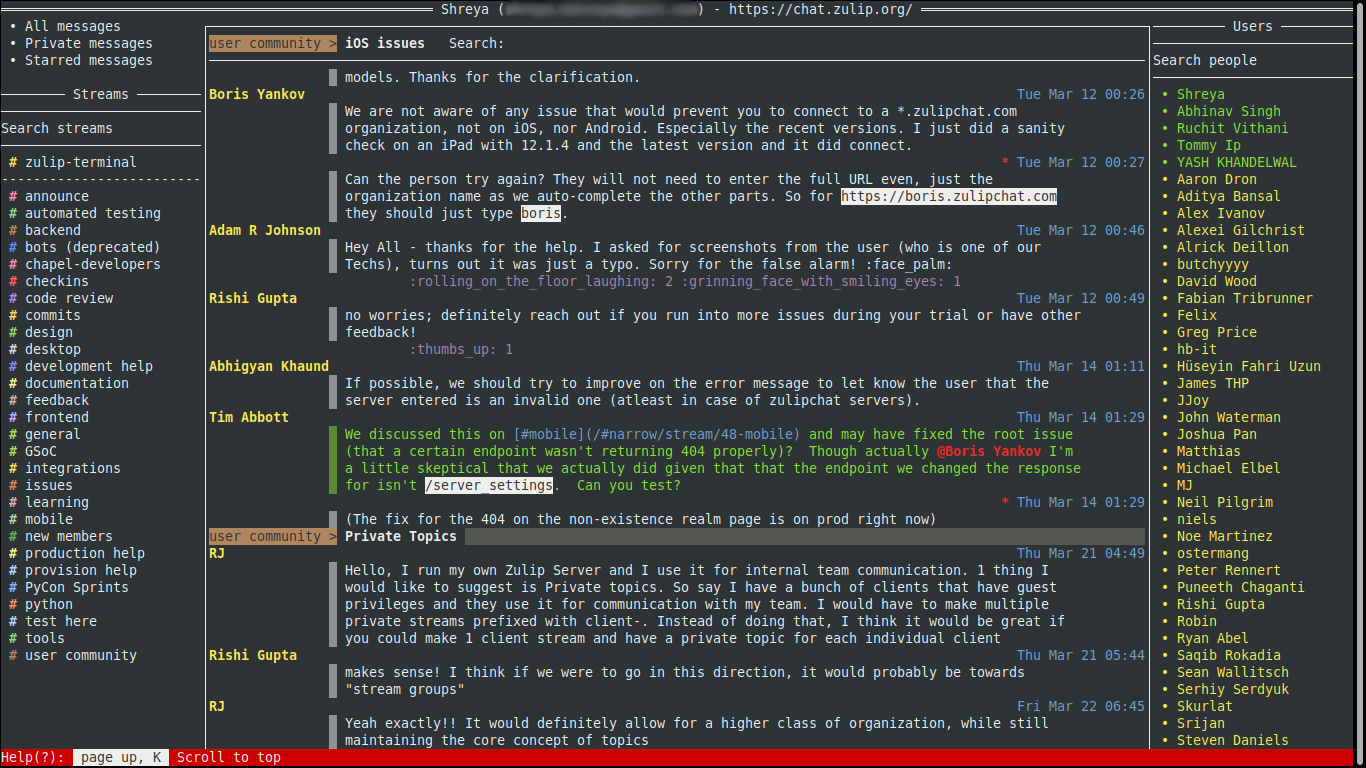 Shreya ( ) - https://chat.zulip.org/
• All messages
• Private messages
• Starred messages
Streams
Search streams
# zulip-terminal
# announce
# automated testing
# backend
# bots (deprecated)
# chapel-developers
# checkins
# code review
# commits
# design
# desktop
# development help
# documentation
# feedback
# frontend
# general
# GSoC
# integrations
# issues
# learning
# mobile
# new members
# production help
# provision help
# PyCon Sprints
# python
# test here
# tools
# user community
user community > iOS issues Search:
models. Thanks for the clarification.
Boris Yankov Tue Mar 12 00:26
We are not aware of any issue that would prevent you to connect to a *.zulipchat.com
organization, not on iOS, nor Android. Especially the recent versions. I just did a sanity
check on an iPad with 12.1.4 and the latest version and it did connect.
* Tue Mar 12 00:27
Can the person try again? They will not need to enter the full URL even, just the
organization name as we auto-complete the other parts. So for https://boris.zulipchat.com
they should just type boris.
Adam R Johnson Tue Mar 12 00:46
Hey All - thanks for the help. I asked for screenshots from the user (who is one of our
Techs), turns out it was just a typo. Sorry for the false alarm! :face_palm:
:rolling_on_the_floor_laughing: 2 :grinning_face_with_smiling_eyes: 1
Rishi Gupta Tue Mar 12 00:49
no worries; definitely reach out if you run into more issues during your trial or have other
feedback!
:thumbs_up: 1
Abhigyan Khaund Thu Mar 14 01:11
If possible, we should try to improve on the error message to let know the user that the
server entered is an invalid one (atleast in case of zulipchat servers).
Tim Abbott Thu Mar 14 01:29
We discussed this on [#mobile](/#narrow/stream/48-mobile) and may have fixed the root issue
(that a certain endpoint wasn't returning 404 properly)? Though actually @Boris Yankov I'm
a little skeptical that we actually did given that that the endpoint we changed the response
for isn't /server_settings. Can you test?
* Thu Mar 14 01:29
(The fix for the 404 on the non-existence realm page is on prod right now)
user community > Private Topics
RJ Thu Mar 21 04:49
Hello, I run my own Zulip Server and I use it for internal team communication. 1 thing I
would like to suggest is Private topics. So say I have a bunch of clients that have guest
privileges and they use it for communication with my team. I would have to make multiple
private streams prefixed with client-. Instead of doing that, I think it would be great if
you could make 1 client stream and have a private topic for each individual client
Rishi Gupta Thu Mar 21 05:44
makes sense! I think if we were to go in this direction, it would probably be towards
"stream groups"
RJ Fri Mar 22 06:45
Yeah exactly!! It would definitely allow for a higher class of organization, while still
maintaining the core concept of topics
Users
Search people
• Shreya
• Abhinav Singh
• Ruchit Vithani
• Tommy Ip
• YASH KHANDELWAL
• Aaron Dron
• Aditya Bansal
• Alex Ivanov
• Alexei Gilchrist
• Alrick Deillon
• butchyyyy
• David Wood
• Fabian Tribrunner
• Felix
• Greg Price
• hb-it
• Hüseyin Fahri Uzun
• James THP
• JJoy
• John Waterman
• Joshua Pan
• Matthias
• Michael Elbel
• MJ
• Neil Pilgrim
• niels
• Noe Martinez
• ostermang
• Peter Rennert
• Puneeth Chaganti
• Rishi Gupta
• Robin
• Ryan Abel
• Saqib Rokadia
• Sean Wallitsch
• Serhiy Serdyuk
• Skurlat
• Srijan
• Steven Daniels
Help(?): page up, K Scroll to top